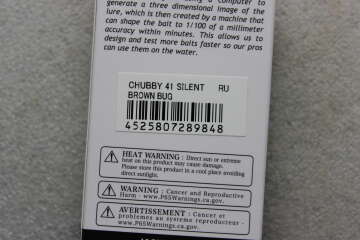 generate a three dimensional image of the
lure, which is then created by a machine that
can shape the bait to 1/100 of a millimeter
accuracy within minutes. This allows us to
design and test more baits faster so our pros
can use them on the water.
CHUBBY 41 SILENT RU
BROWN BUG
4525807289848
HEAT WARNING: Direct sun or extreme
heat on this product may cause damage.
Please store this product in a cool place avoiding
direct sunlight.
WARNING: Cancer and Reproductive
Harm - www.P65Warnings.ca.gov.
AVERTISSEMENT: Cancer et
problèmes au système reproducteur -
www.P65Warnings.ca.gov.